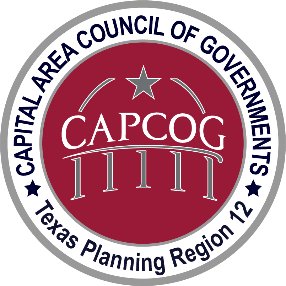 CAPITAL AREA COUNCIL OF GOVERNMENTS
CAPCOG
Texas Planning Region 12